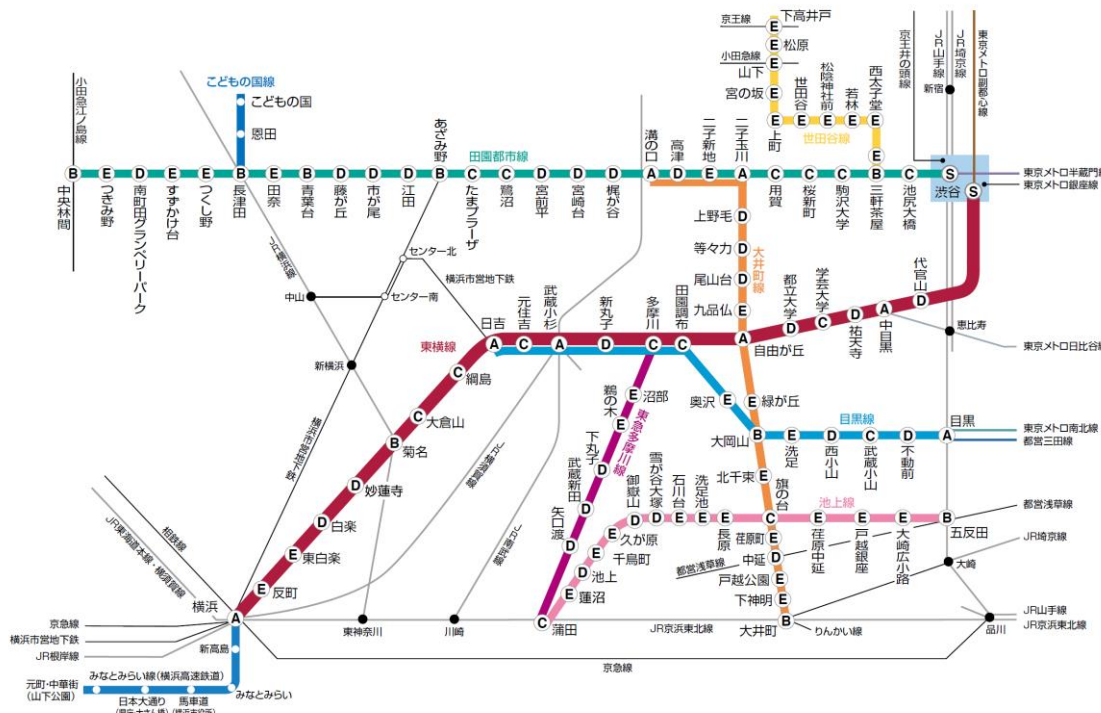 下高井戸
京王線
E
E
松原
小田急線
E
山下
E
宮の坂
世田谷
松陰神社前
若林
西太子堂
E
E
E
E
E
E
上町
世田谷線
京王井の頭線
JR山手線
JR埼京線
東京メトロ副都心線
新宿
小田急江ノ島線
こどもの国線
こどもの国
恩田
あざみ野
田園都市線
溝の口
高津
二子新地
二子玉川
B
E
D
E
E
B
E
B
D
D
D
B
C
C
D
D
D
A
D
E
A
C
C
C
B
C
S
中央林間
つきみ野
南町田グランベリーパーク
すずかけ台
つくし野
長津田
田奈
青葉台
藤が丘
市が尾
江田
たまプラーザ
鷺沼
宮前平
宮崎台
梶が谷
用賀
桜新町
駒沢大学
三軒茶屋
池尻大橋
渋谷
S
東京メトロ半蔵門線
東京メトロ銀座線
D
上野毛
D
等々力
D
尾山台
E
九品仏
大井町線
JR横浜線
センター北
横浜市営地下鉄
中山
センター南
新横浜
日吉
元住吉
武蔵小杉
新丸子
多摩川
田園調布
都立大学
学芸大学
祐天寺
中目黒
代官山
東横線
A
C
A
D
C
C
A
D
C
D
A
D
自由が丘
恵比寿
東京メトロ日比谷線
C
綱島
C
大倉山
B
菊名
D
妙蓮寺
D
白楽
E
東白楽
E
反町
横浜
A
横浜市営地下鉄
JR横須賀線
JR南武線
E
沼部
鵜の木
E
下丸子
D
武蔵新田
D
矢口渡
D
東急多摩川線
奥沢
E
E
緑が丘
目黒線
目黒
大岡山
B
E
D
C
D
A
洗足
西小山
武蔵小山
不動前
東京メトロ南北線
都営三田線
北千束
E
旗の台
池上線
御嶽山
雪が谷大塚
石川台
洗足池
D
D
E
E
E
C
E
E
E
B
長原
荏原中延
戸越銀座
大崎広小路
五反田
都営浅草線
E
久が原
E
千鳥町
D
池上
E
蓮沼
C
蒲田
荏原町
E
都営浅草線
中延
D
戸越公園
E
下神明
E
大井町
B
りんかい線
JR埼京線
大崎
品川
JR山手線
JR京浜東北線
JR京浜東北線
相鉄線
JR東海道本線・横須賀線
京急線
横浜市営地下鉄
JR根岸線
東神奈川
川崎
京急線
新高島
みなとみらい線(横浜高速鉄道)
みなとみらい
元町・中華街
(山下公園)
日本大通り
馬車道
(横浜市役所)